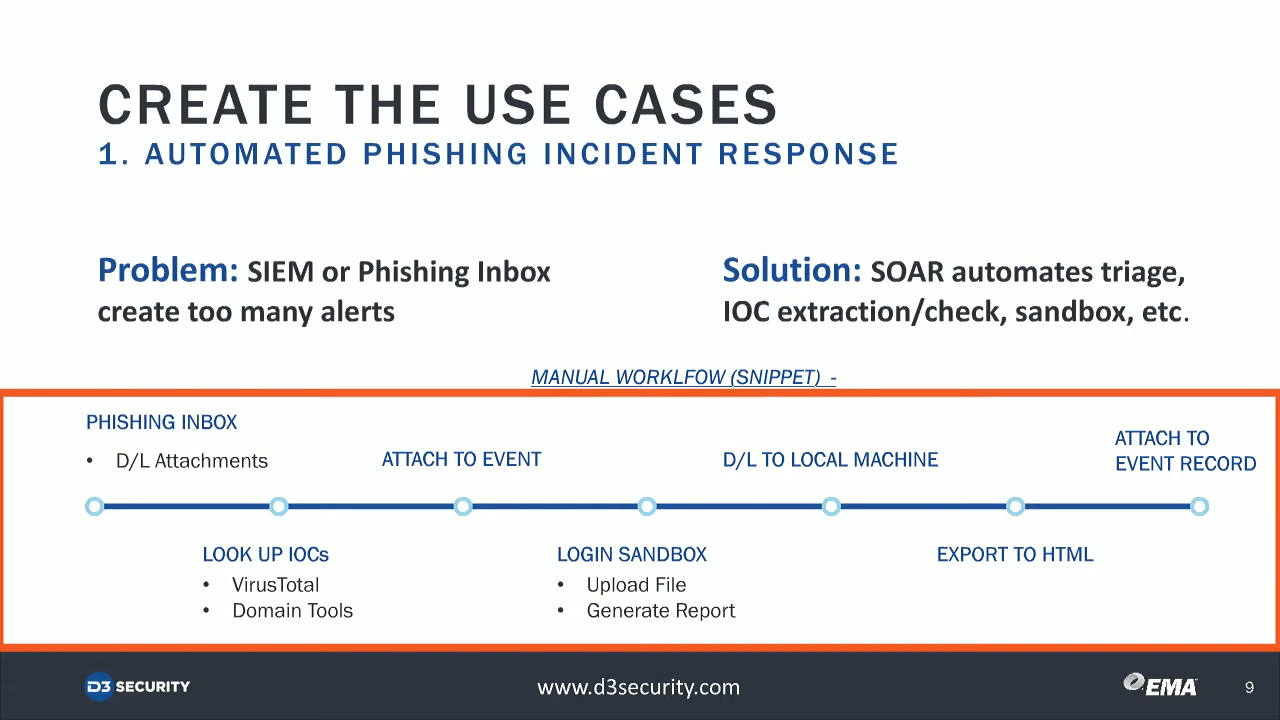 CREATE THE USE CASES
1. AUTOMATED PHISHING INCIDENT RESPONSE
Problem: SIEM or Phishing Inbox
create too many alerts
Solution: SOAR automates triage,
IOC extraction/check, sandbox, etc.
MANUAL WORKLFOW (SNIPPET) -
PHISHING INBOX
• D/L Attachments
LOOK UP IOCs
• VirusTotal
• Domain Tools
ATTACH TO EVENT
LOGIN SANDBOX
• Upload File
• Generate Report
D/L TO LOCAL MACHINE
EXPORT TO HTML
ATTACH TO
EVENT RECORD
D3 SECURITY
www.d3security.com
EMA
9